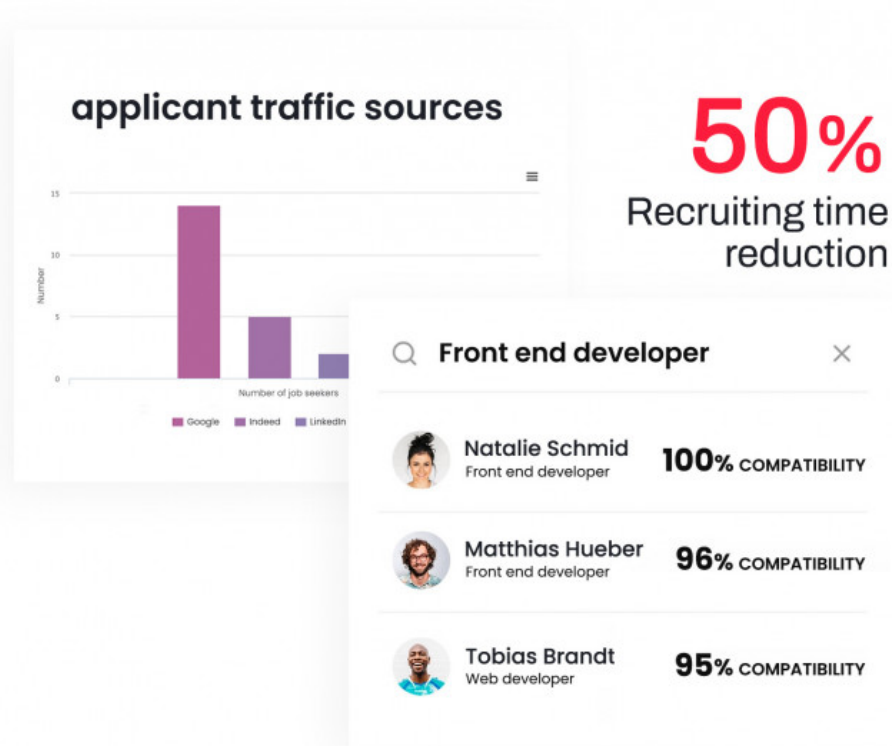 applicant traffic sources
15
10
5
0
Number
Number of job seekers
Google Indeed LinkedIn
50%
Recruiting time
reduction
Front end developer
Natalie Schmid
Front end developer
100% COMPATIBILITY
Matthias Hueber
Front end developer
96% COMPATIBILITY
Tobias Brandt
Web developer
95% COMPATIBILITY